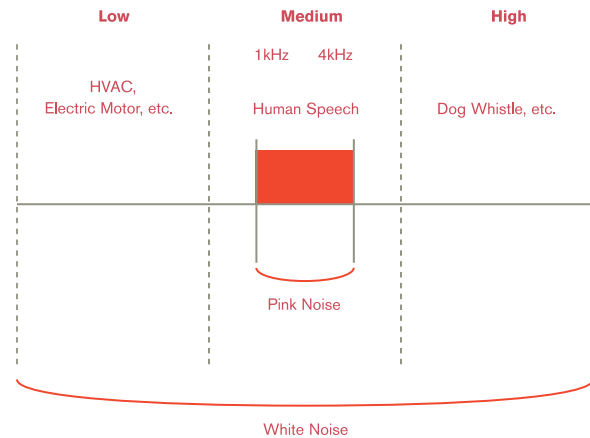 Low
Medium
High
1kHz
4kHz
HVAC,
Electric Motor, etc.
Human Speech
Dog Whistle, etc.
Pink Noise
White Noise